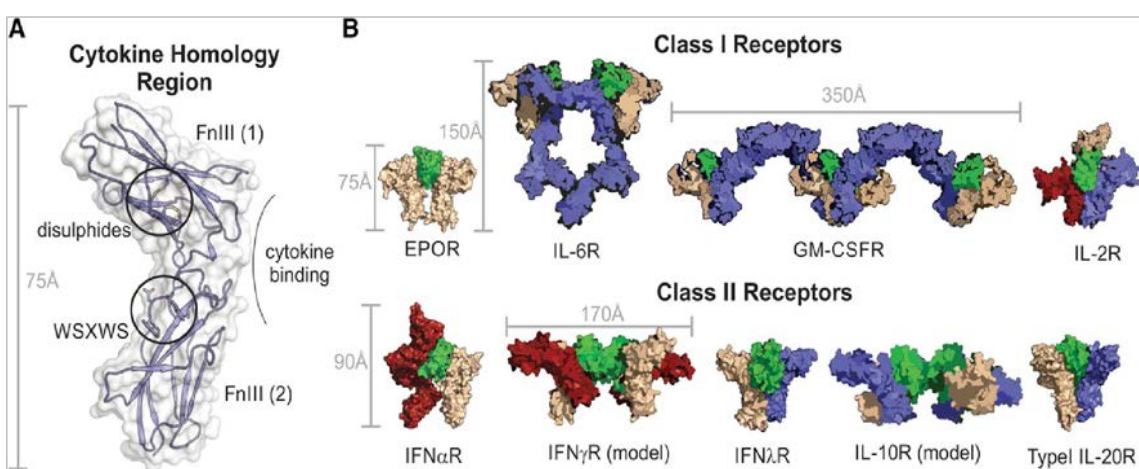 A
Cytokine Homology
Region
FnIII (1)
disulphides
75Å
cytokine
binding
WSXWS
FnIII (2)
B
Class I Receptors
150Å
75Å
350Å
EPOR
IL-6R
GM-CSFR
IL-2R
Class II Receptors
90Å
170Å
IFNαR
IFNγR (model)
IFNλR
IL-10R (model)
TypeI IL-20R